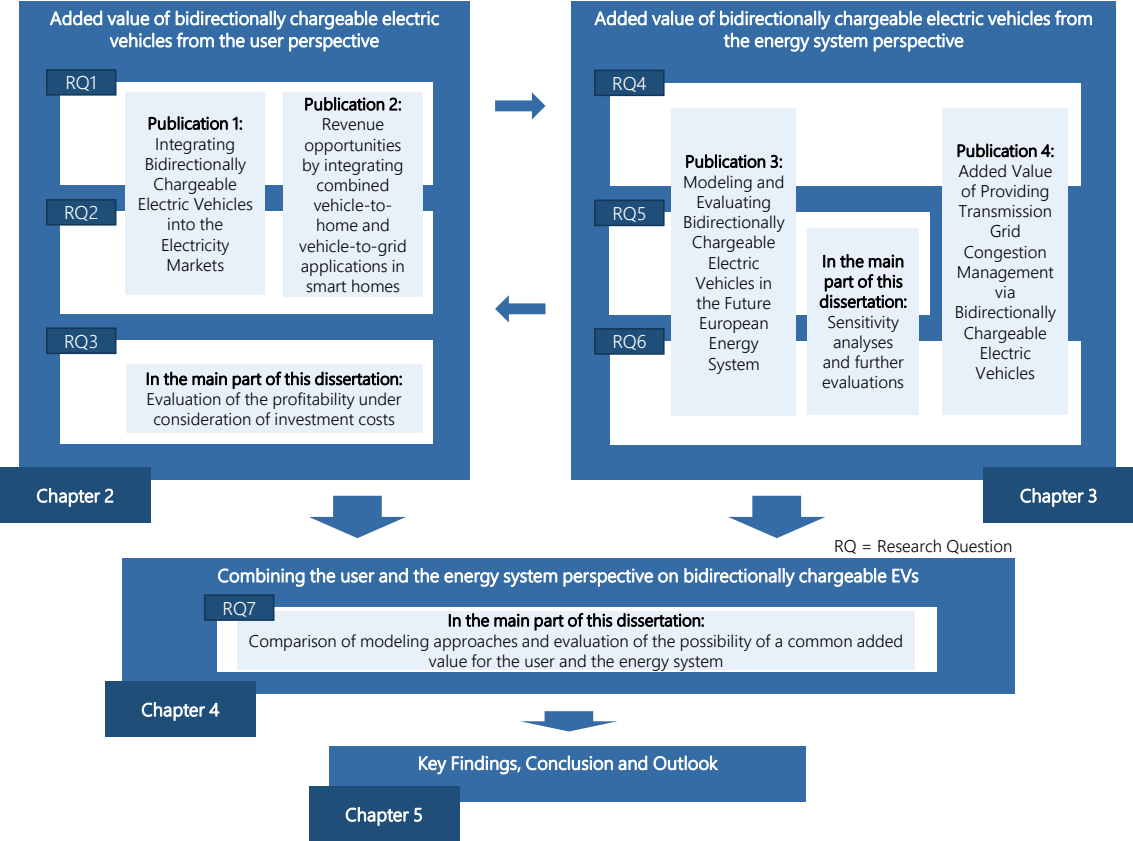 Added value of bidirectionally chargeable electric
vehicles from the user perspective
RQ1
Publication 1:
Integrating
Bidirectionally
Chargeable
Electric Vehicles
into the
Electricity
Markets
Publication 2:
Revenue
opportunities
by integrating
combined
vehicle-to-
home and
vehicle-to-grid
applications in
smart homes
RQ2
RQ3
In the main part of this dissertation:
Evaluation of the profitability under
consideration of investment costs
Chapter 2
Added value of bidirectionally chargeable electric vehicles from
the energy system perspective
RQ4
Publication 3:
Modeling and
Evaluating
Bidirectionally
Chargeable
Electric
Vehicles in
the Future
European
Energy
System
RQ5
In the main
part of this
dissertation:
Sensitivity
analyses
and further
evaluations
Publication 4:
Added Value
of Providing
Transmission
Grid
Congestion
Management
via
Bidirectionally
Chargeable
Electric
Vehicles
RQ6
Chapter 3
RQ = Research Question
Combining the user and the energy system perspective on bidirectionally chargeable EVs
RQ7
In the main part of this dissertation:
Comparison of modeling approaches and evaluation of the possibility of a common added
value for the user and the energy system
Chapter 4
Key Findings, Conclusion and Outlook
Chapter 5